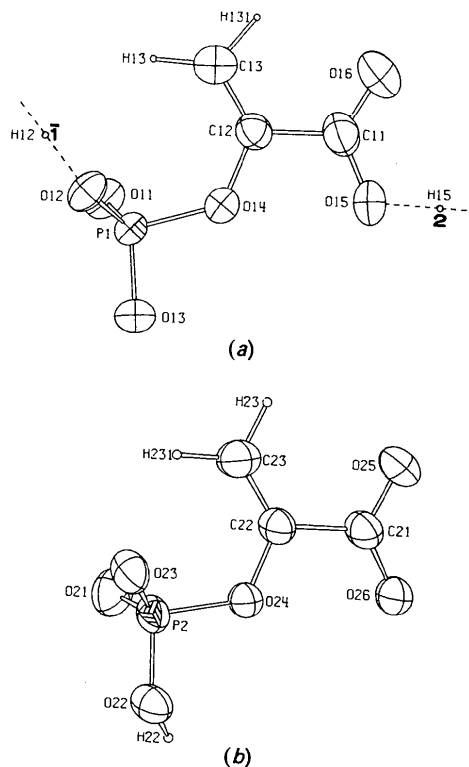 H131
H13
C13
O16
C12
C11
H12 1̄
O12
O11
O14
O15
H15
2
P1
O13
(a)
H23
H231
C23
O25
C22
C21
O23
O21
O24
O26
P2
O22
H22
(b)